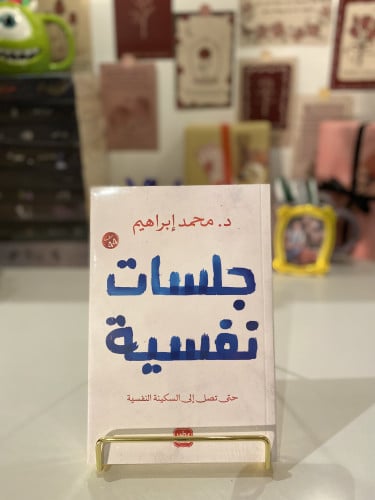 د. محمد إبراهيم
جلسات
نفسية
حتى تصل إلى السكينة النفسية